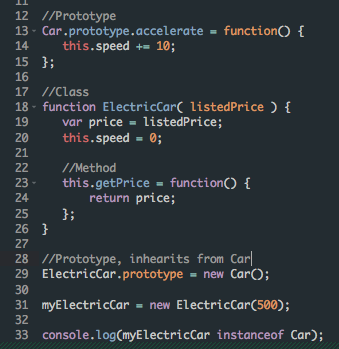 11
12 //Prototype
13 Car.prototype.accelerate = function() {
14 this.speed += 10;
15 };
16
17 //Class
18 function ElectricCar( listedPrice ) {
19 var price = listedPrice;
20 this.speed = 0;
21
22 //Method
23 this.getPrice = function() {
24 return price;
25 };
26 }
27
28 //Prototype, inhearits from Car
29 ElectricCar.prototype = new Car();
30
31 myElectricCar = new ElectricCar(500);
32
33 console.log(myElectricCar instanceof Car);